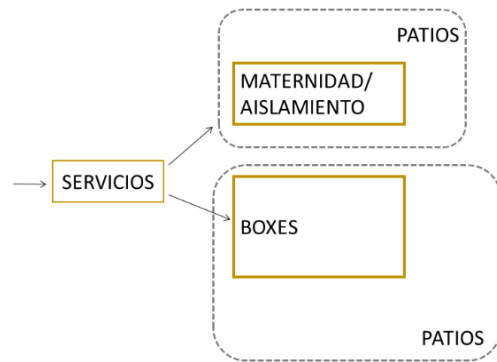 PATIOS
MATERNIDAD/
AISLAMIENTO
SERVICIOS
BOXES
PATIOS